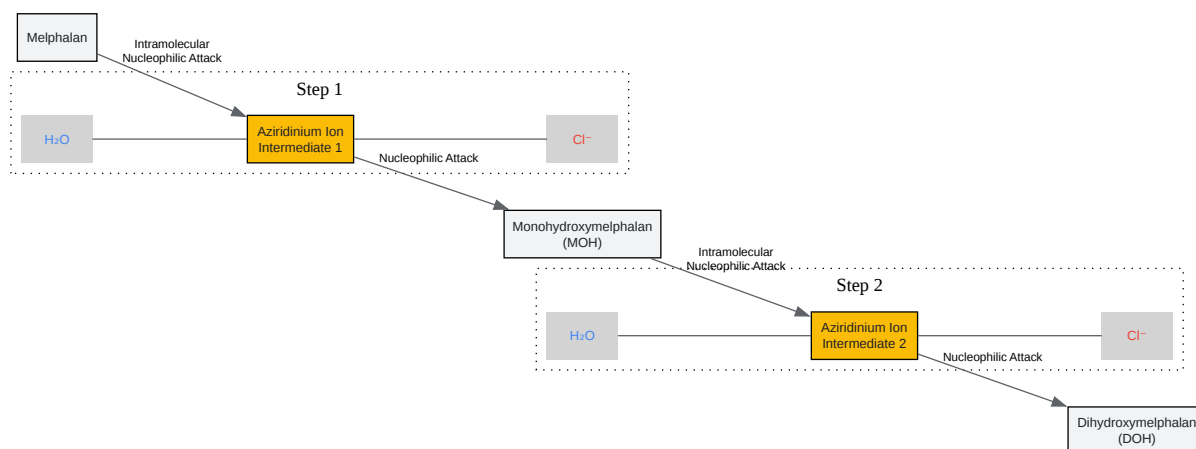 Melphalan
Intramolecular
Nucleophilic Attack
Step 1
H₂O
Aziridinium Ion
Intermediate 1
Cl⁻
Nucleophilic Attack
Monohydroxymelphalan
(MOH)
Intramolecular
Nucleophilic Attack
Step 2
H₂O
Aziridinium Ion
Intermediate 2
Cl⁻
Nucleophilic Attack
Dihydroxymelphalan
(DOH)